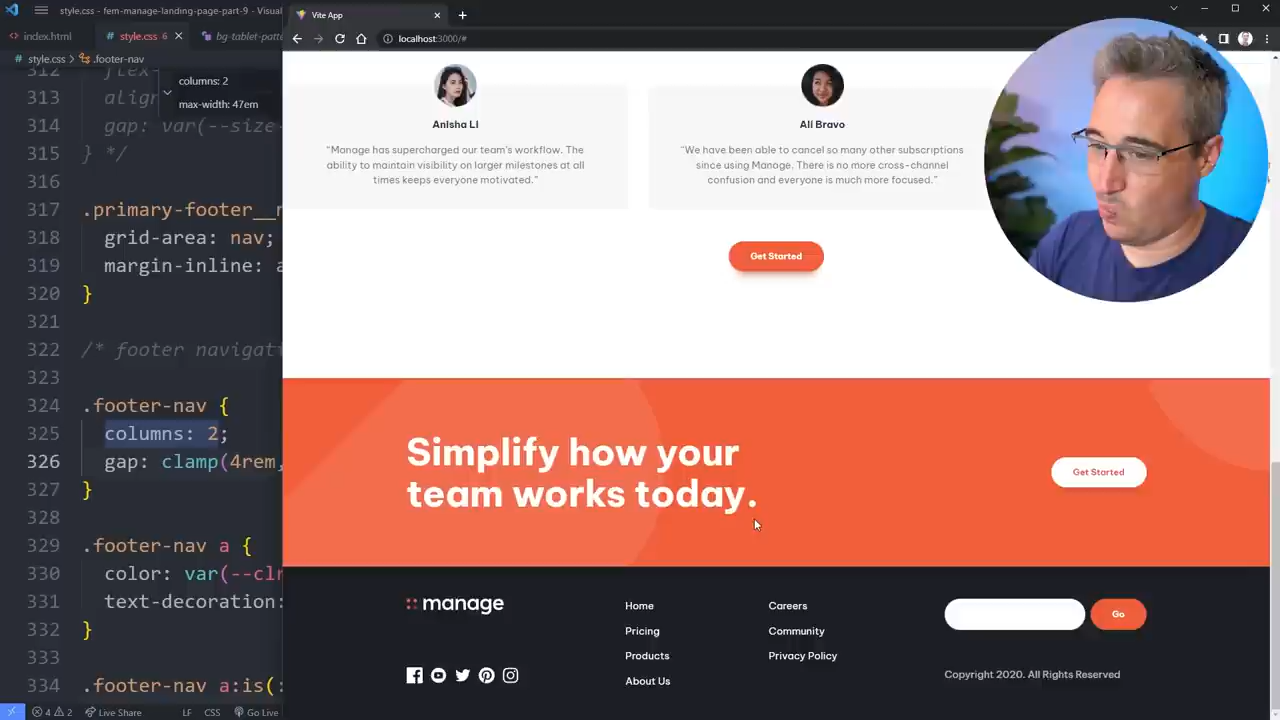 style.css - fem-manage-landing-page-part-9 - Visual
Vite App
index.html
style.css 6
bg-tablet-patt
localhost:3000/#
style.css > .footer-nav
columns: 2
max-width: 47em
312
313 align
314 gap: var(--size
315 } */
316
317 .primary-footer__n
318 grid-area: nav;
319 margin-inline: a
320 }
321
322 /* footer navigati
323
324 .footer-nav {
325 columns: 2;
326 gap: clamp(4rem,
327 }
328
329 .footer-nav a {
330 color: var(--clr
331 text-decoration:
332 }
333
334 .footer-nav a:is(:
4 2 Live Share LF CSS Go Live
Anisha Li
“Manage has supercharged our team’s workflow. The
ability to maintain visibility on larger milestones at all
times keeps everyone motivated.”
Ali Bravo
“We have been able to cancel so many other subscriptions
since using Manage. There is no more cross-channel
confusion and everyone is much more focused.”
Get Started
Simplify how your
team works today.
Get Started
manage
Home
Pricing
Products
About Us
Careers
Community
Privacy Policy
Go
Copyright 2020. All Rights Reserved